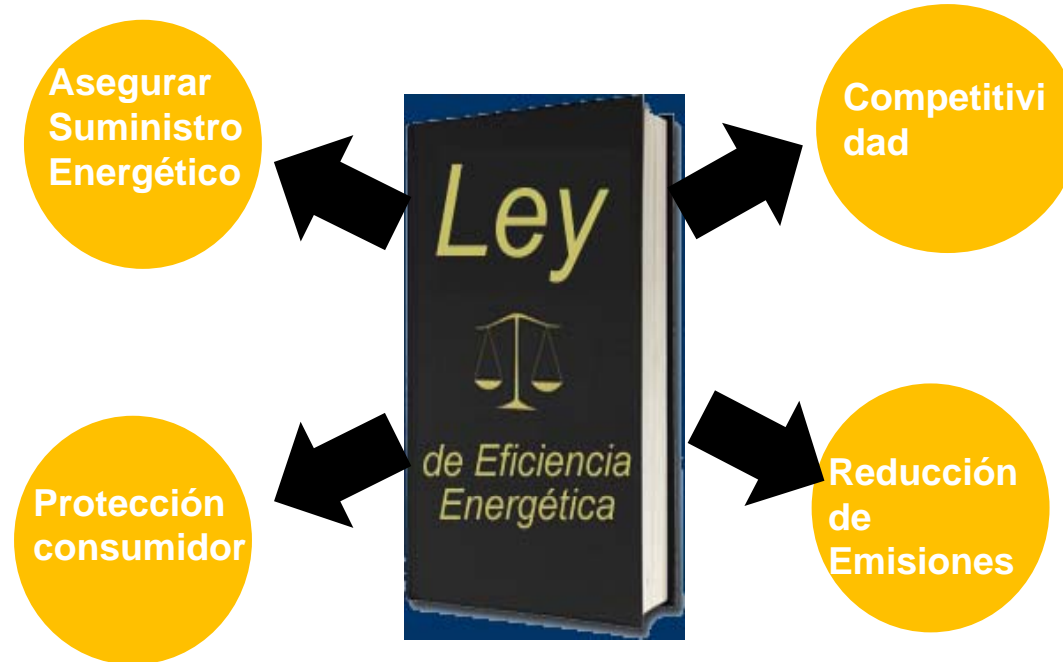 Asegurar
Suministro
Energético
Competitivi
dad
Ley
de Eficiencia
Energética
Protección
consumidor
Reducción
de
Emisiones